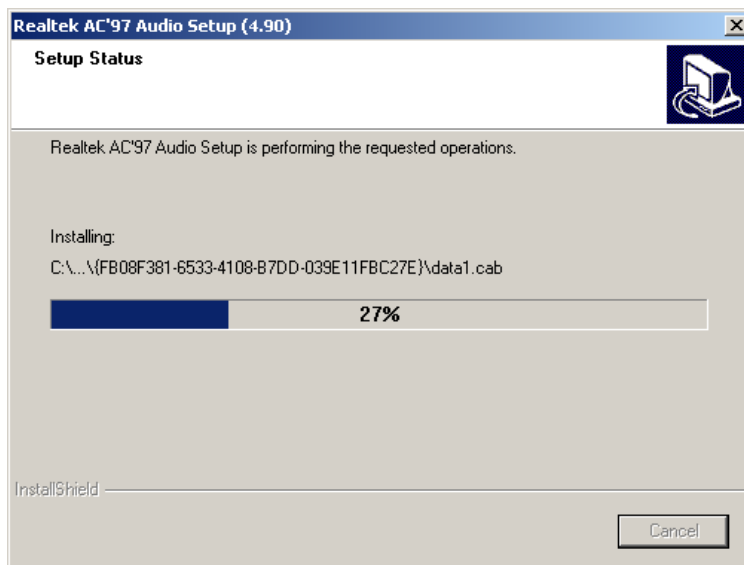 Realtek AC'97 Audio Setup (4.90)
Setup Status
Realtek AC'97 Audio Setup is performing the requested operations.
Installing:
C:\...\{FB08F381-6533-4108-B7DD-039E11FBC27E}\data1.cab
27%
InstallShield
Cancel